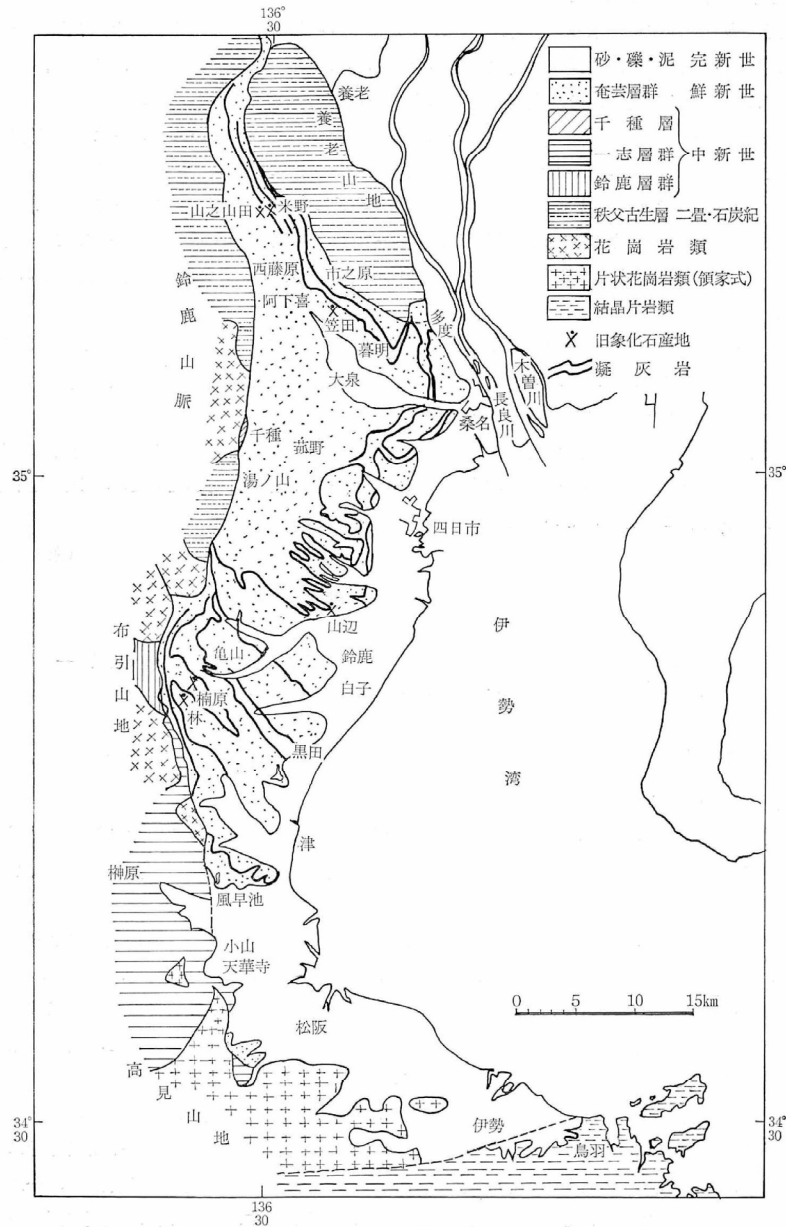 136°
30
砂・礫・泥 完新世
奄芸層群 鮮新世
千種層
一志層群
鈴鹿層群
中新世
秩父古生層 二畳・石炭紀
花崗岩類
片状花崗岩類(領家式)
結晶片岩類
旧象化石産地
凝灰岩
養老
養老山地
山之山田
米野
西藤原
市之原
阿下喜
笠田
暮明
多度
大泉
木曽川
長良川
桑名
鈴鹿山脈
千種
菰野
湯ノ山
35°
35°
四日市
山辺
布引山地
亀山
鈴鹿
白子
楠原
林
黒田
伊勢湾
津
榊原
風早池
小山
天華寺
0 5 10 15km
松阪
高見山地
伊勢
鳥羽
34°
30
34°
30
136°
30